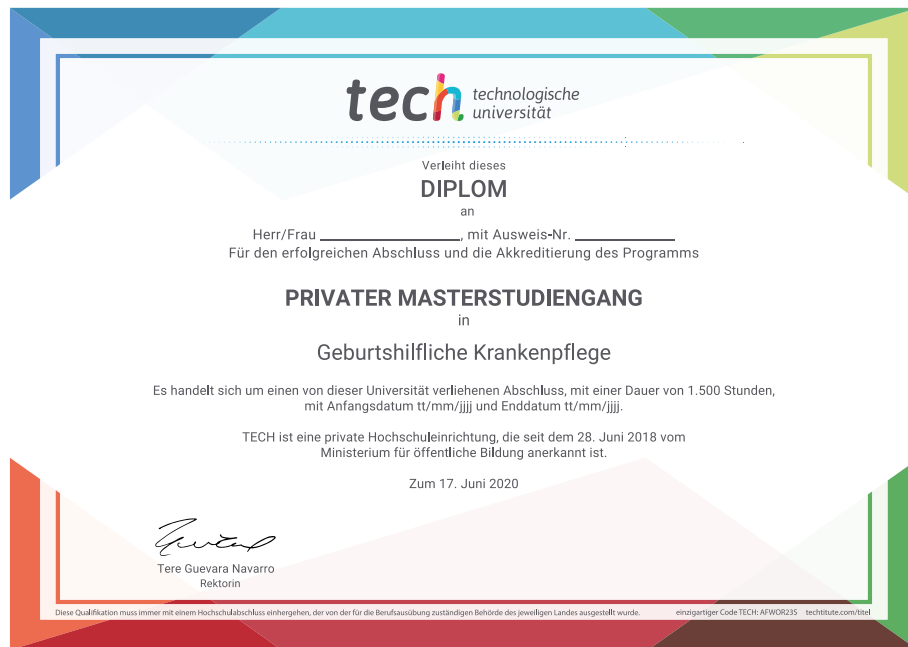 tech technologische
universität
Verleiht dieses
DIPLOM
an
Herr/Frau ____________, mit Ausweis-Nr. ____________
Für den erfolgreichen Abschluss und die Akkreditierung des Programms
PRIVATER MASTERSTUDIENGANG
in
Geburtshilfliche Krankenpflege
Es handelt sich um einen von dieser Universität verliehenen Abschluss, mit einer Dauer von 1.500 Stunden,
mit Anfangsdatum tt/mm/jjjj und Enddatum tt/mm/jjjj.
TECH ist eine private Hochschuleinrichtung, die seit dem 28. Juni 2018 vom
Ministerium für öffentliche Bildung anerkannt ist.
Zum 17. Juni 2020
Tere Guevara Navarro
Rektorin
Diese Qualifikation muss immer mit einem Hochschulabschluss einhergehen, der von der für die Berufsausübung zuständigen Behörde des jeweiligen Landes ausgestellt wurde. einzigartiger Code TECH: AFWOR23S techtitute.com/titel